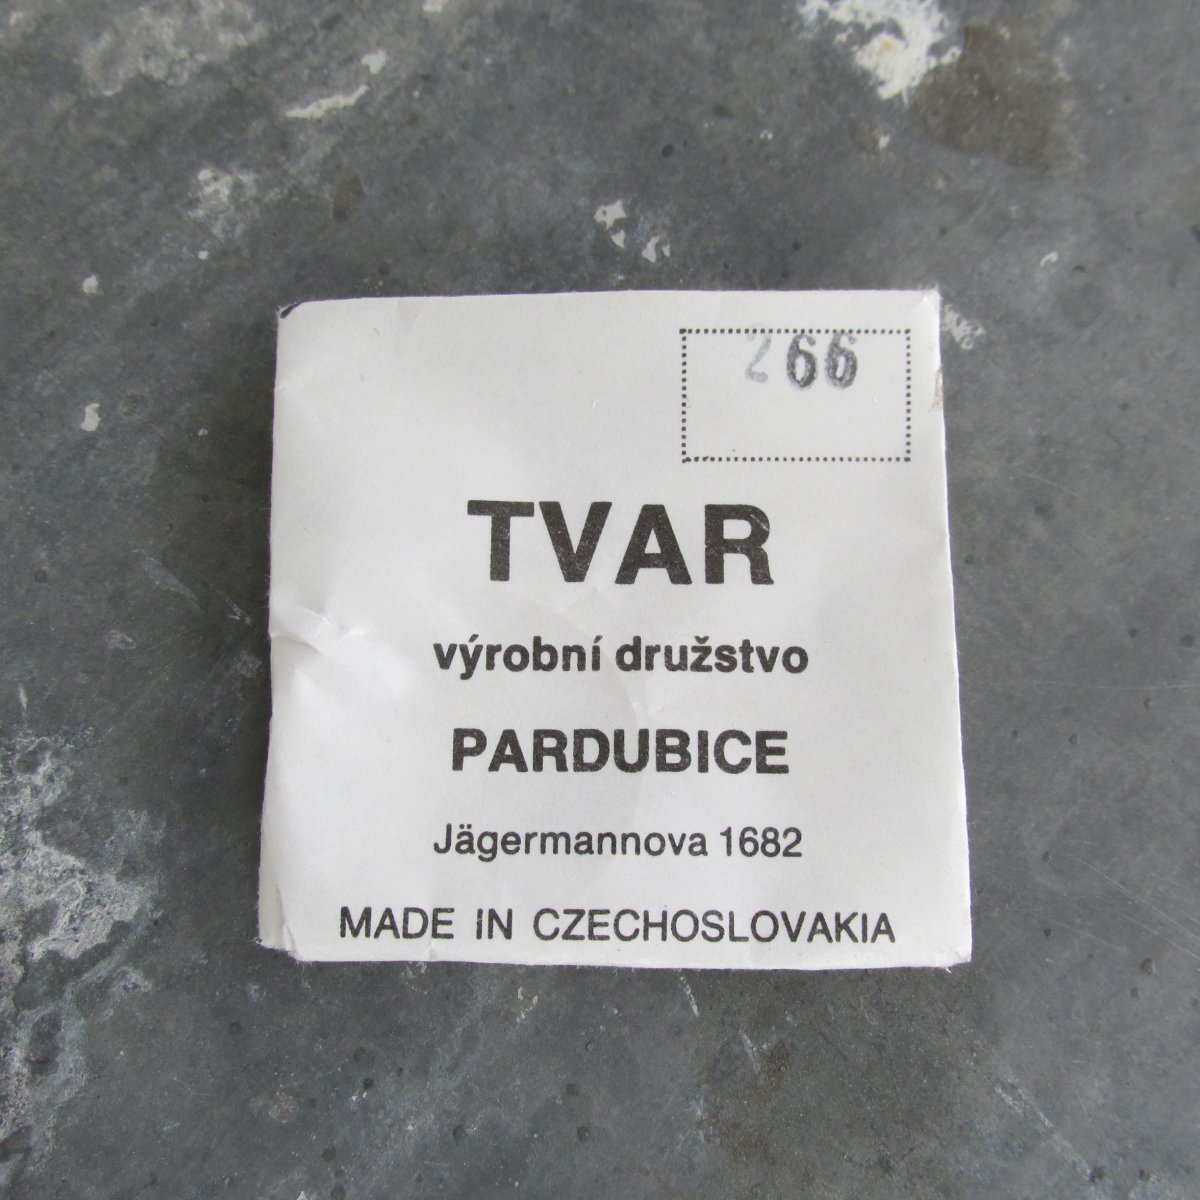 266
TVAR
výrobní družstvo
PARDUBICE
Jägermannova 1682
MADE IN CZECHOSLOVAKIA